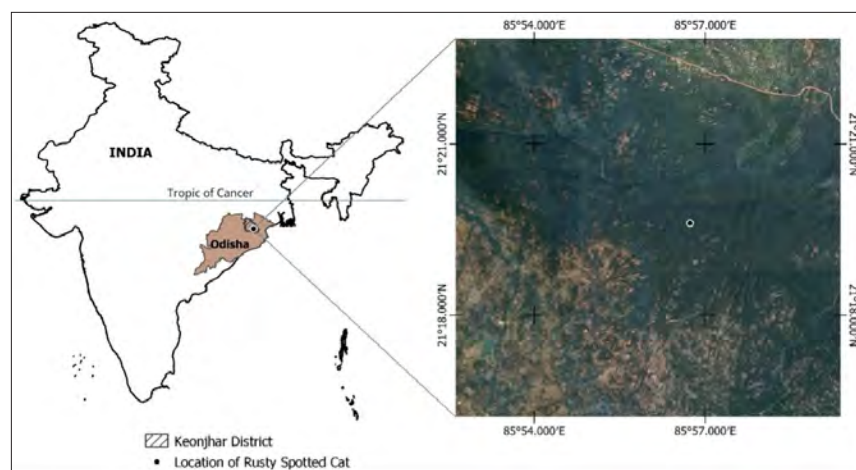 INDIA
Tropic of Cancer
Odisha
Keonjhar District
Location of Rusty Spotted Cat
85°54.000'E 85°57.000'E
21°21.000'N 21°21.000'N
21°18.000'N 21°18.000'N
85°54.000'E 85°57.000'E